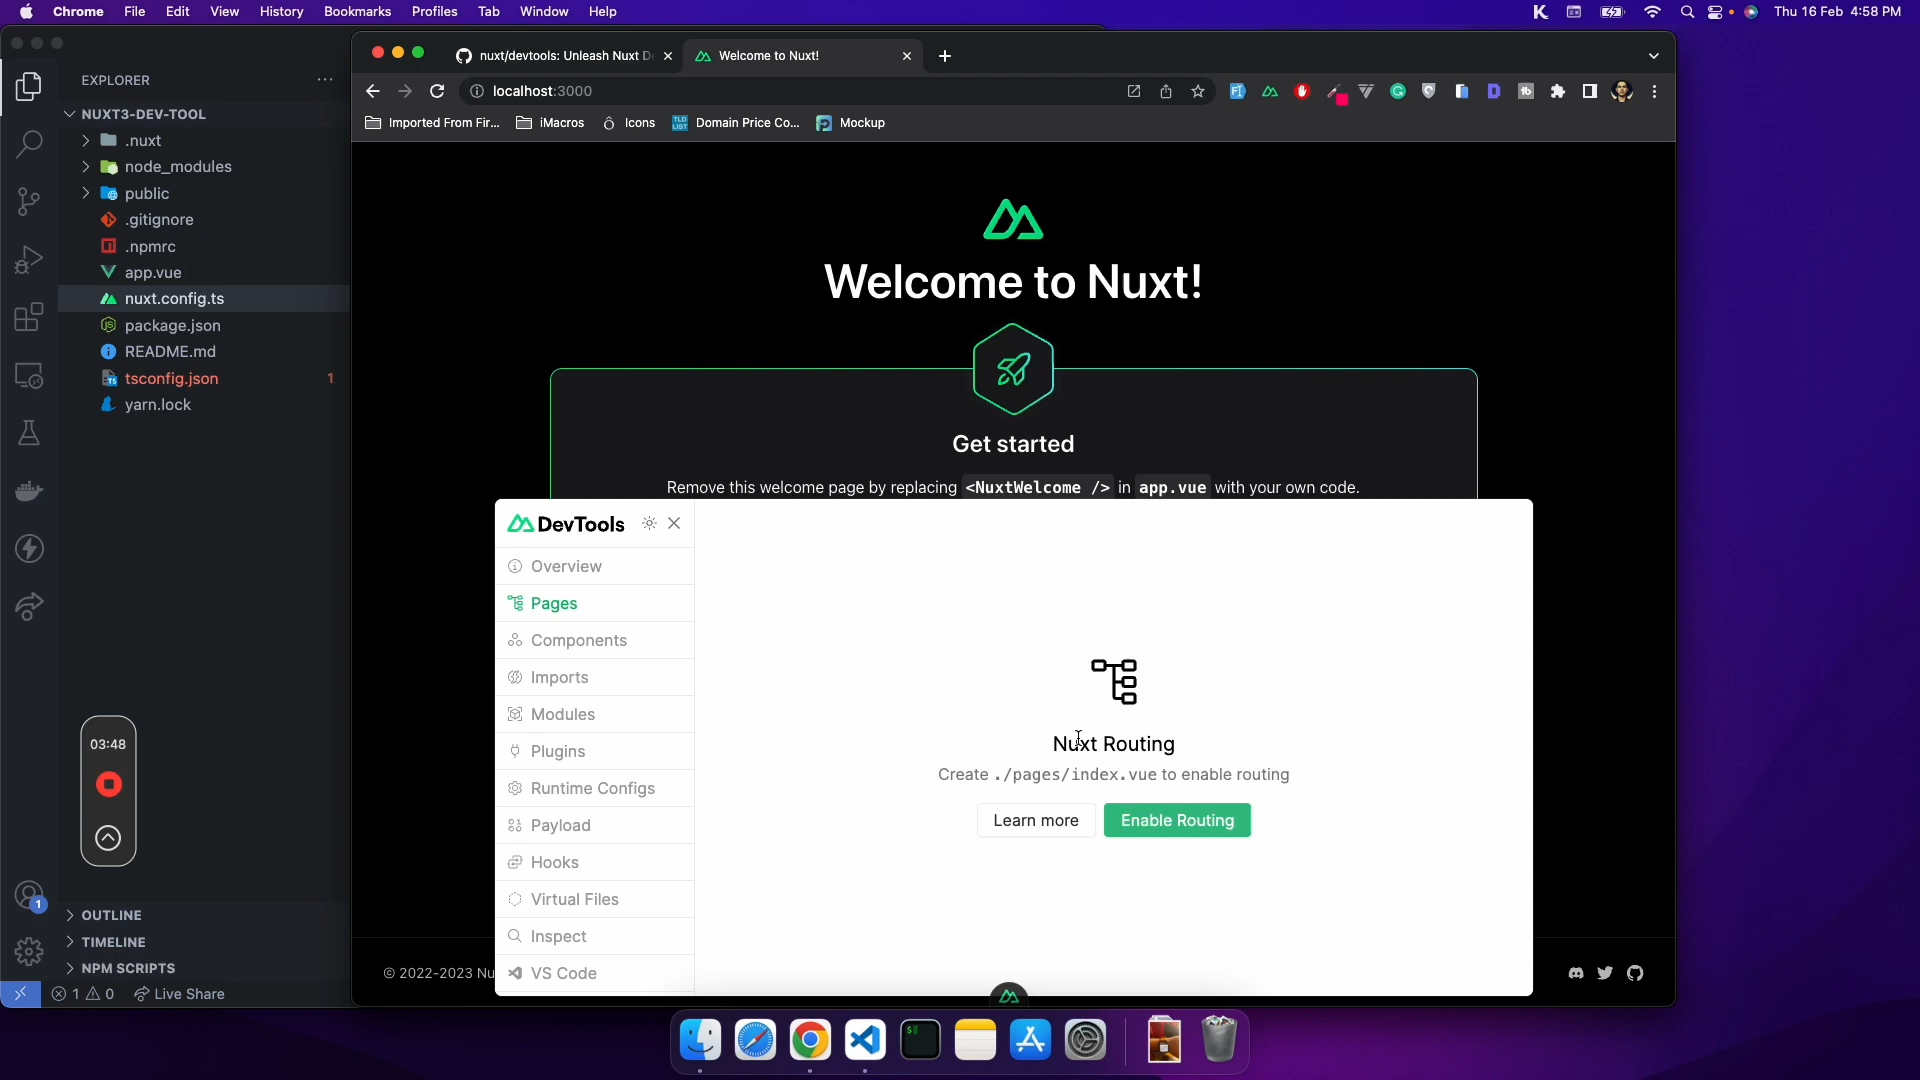 Chrome File Edit View History Bookmarks Profiles Tab Window Help
Thu 16 Feb 4:58 PM
EXPLORER
NUXT3-DEV-TOOL
.nuxt
node_modules
public
.gitignore
.npmrc
app.vue
nuxt.config.ts
package.json
README.md
tsconfig.json 1
yarn.lock
03:48
1
OUTLINE
TIMELINE
NPM SCRIPTS
1 0 Live Share
nuxt/devtools: Unleash Nuxt D
Welcome to Nuxt!
localhost:3000
Imported From Fir... iMacros Icons Domain Price Co... Mockup
Welcome to Nuxt!
Get started
Remove this welcome page by replacing <NuxtWelcome /> in app.vue with your own code.
DevTools
Overview
Pages
Components
Imports
Modules
Plugins
Runtime Configs
Payload
Hooks
Virtual Files
Inspect
VS Code
Nuxt Routing
Create ./pages/index.vue to enable routing
Learn more
Enable Routing
© 2022-2023 Nu